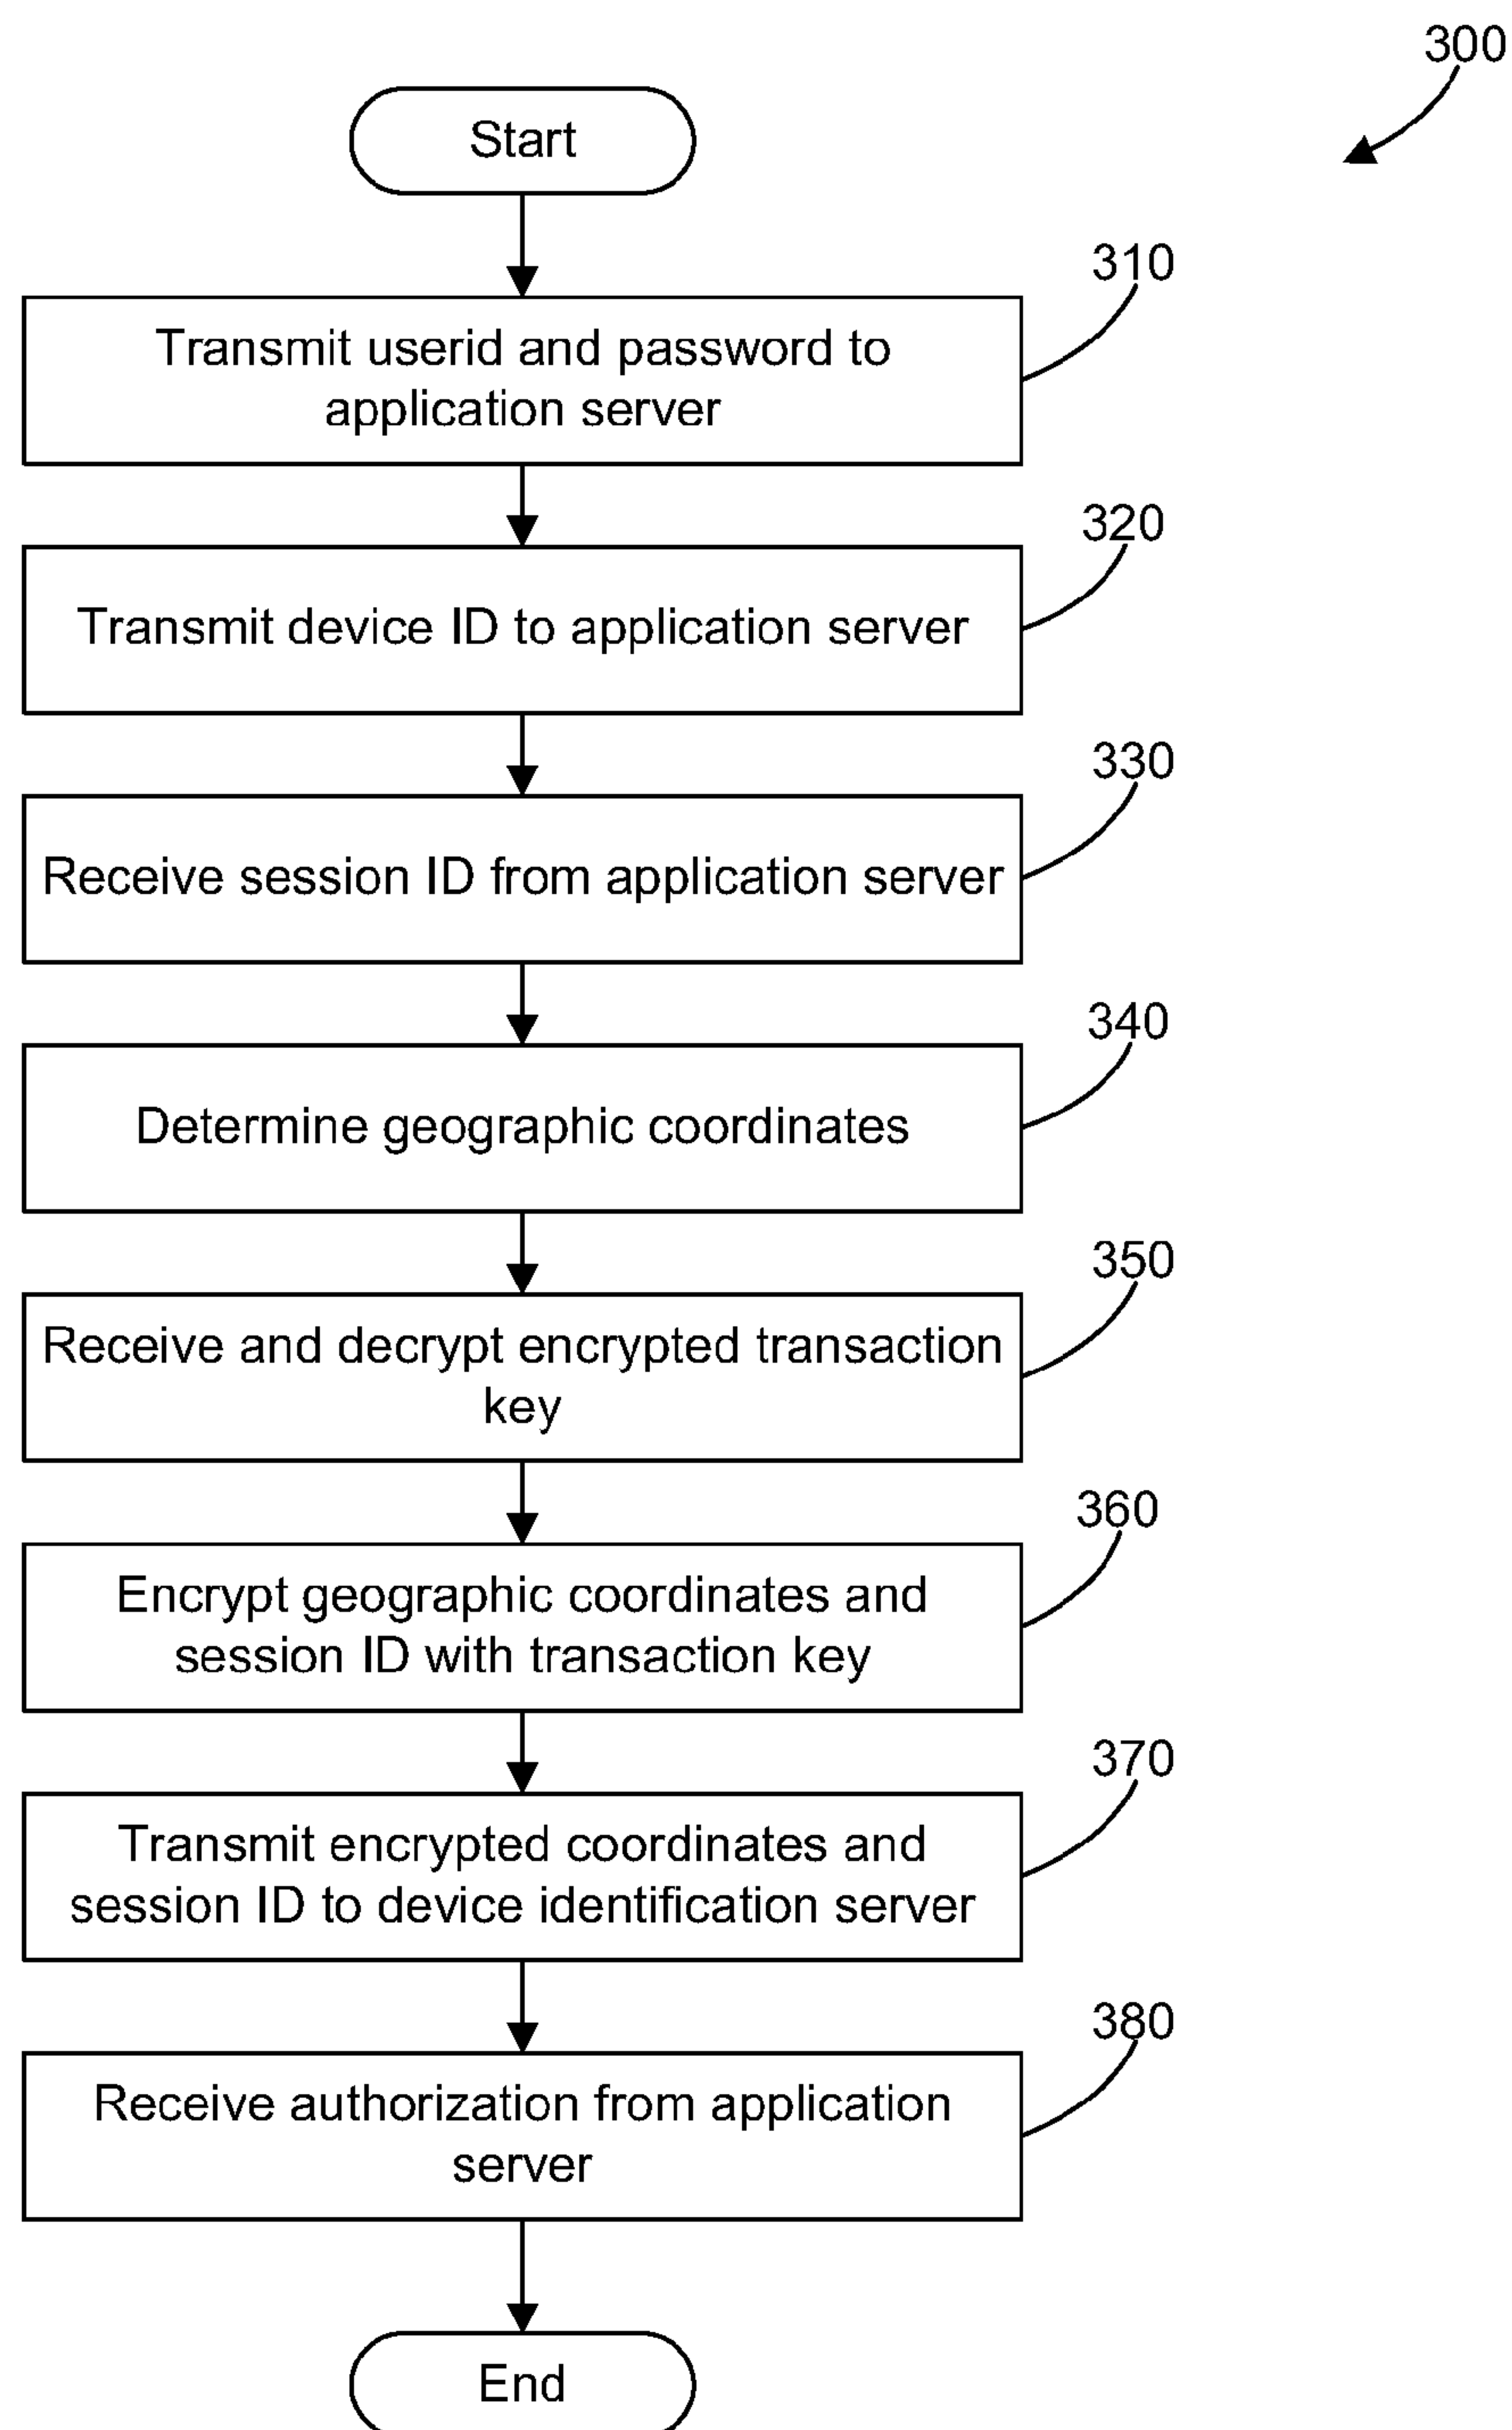 300
Start
310
Transmit userid and password to
application server
320
Transmit device ID to application server
330
Receive session ID from application server
340
Determine geographic coordinates
350
Receive and decrypt encrypted transaction
key
360
Encrypt geographic coordinates and
session ID with transaction key
370
Transmit encrypted coordinates and
session ID to device identification server
380
Receive authorization from application
server
End